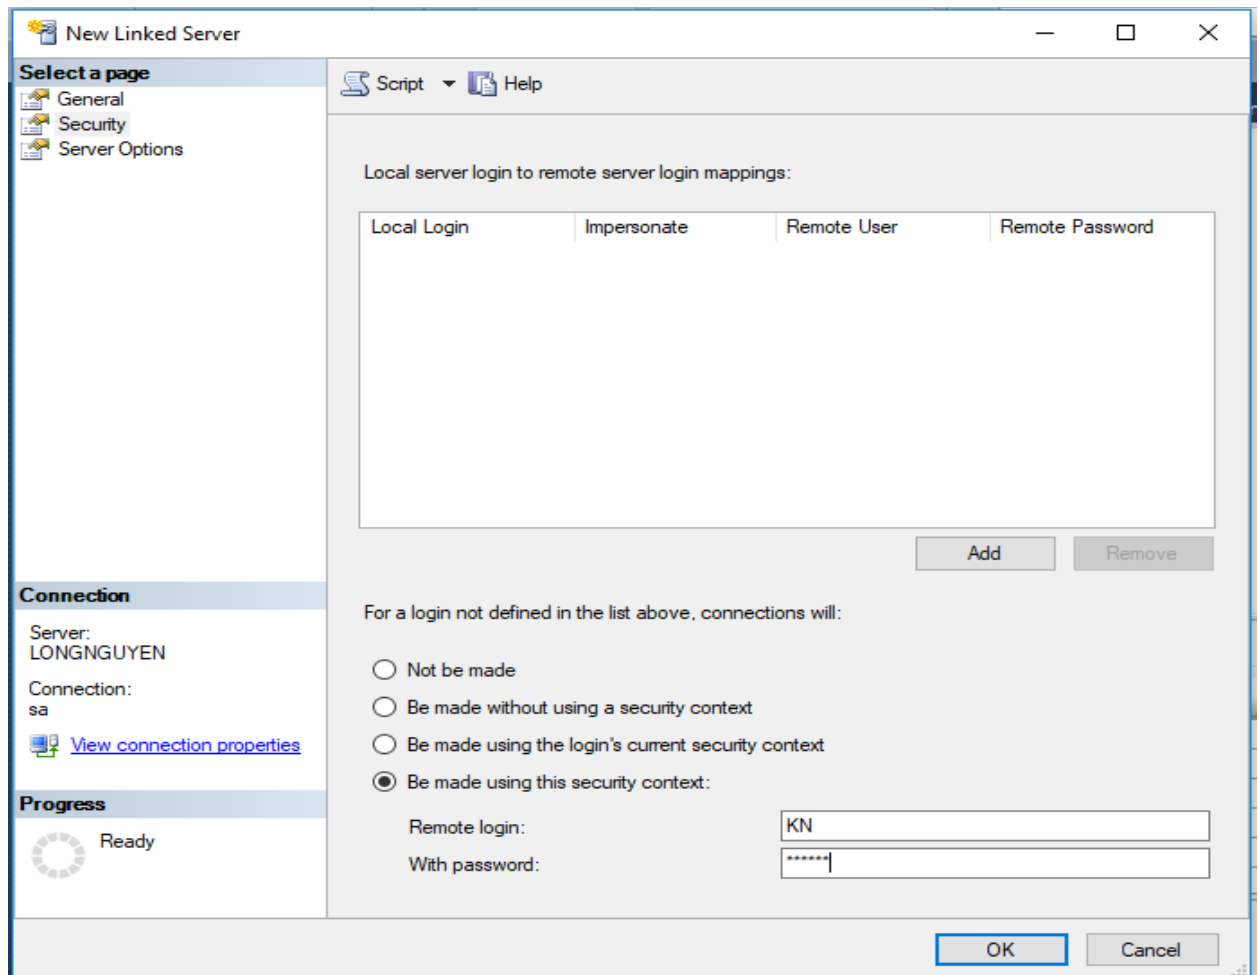 New Linked Server
Select a page
General
Security
Server Options
Script
Help
Local server login to remote server login mappings:
Local Login Impersonate Remote User Remote Password
Add Remove
For a login not defined in the list above, connections will:
Not be made
Be made without using a security context
Be made using the login's current security context
Be made using this security context:
Remote login: KN
With password: ******
Connection
Server:
LONGNGUYEN
Connection:
sa
View connection properties
Progress
Ready
OK Cancel